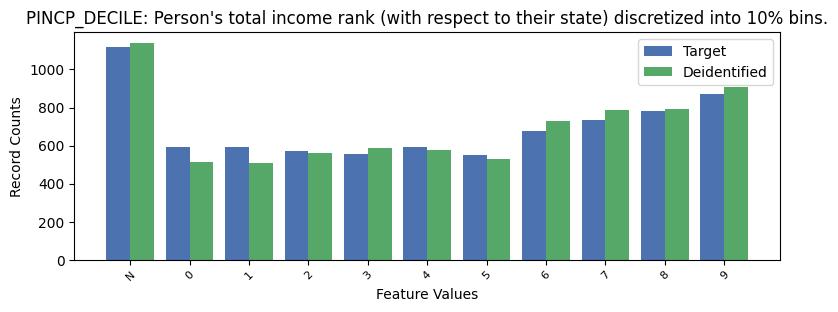 PINCP_DECILE: Person's total income rank (with respect to their state) discretized into 10% bins.
Target
Deidentified
Record Counts
1000
800
600
400
200
0
N 0 1 2 3 4 5 6 7 8 9
Feature Values